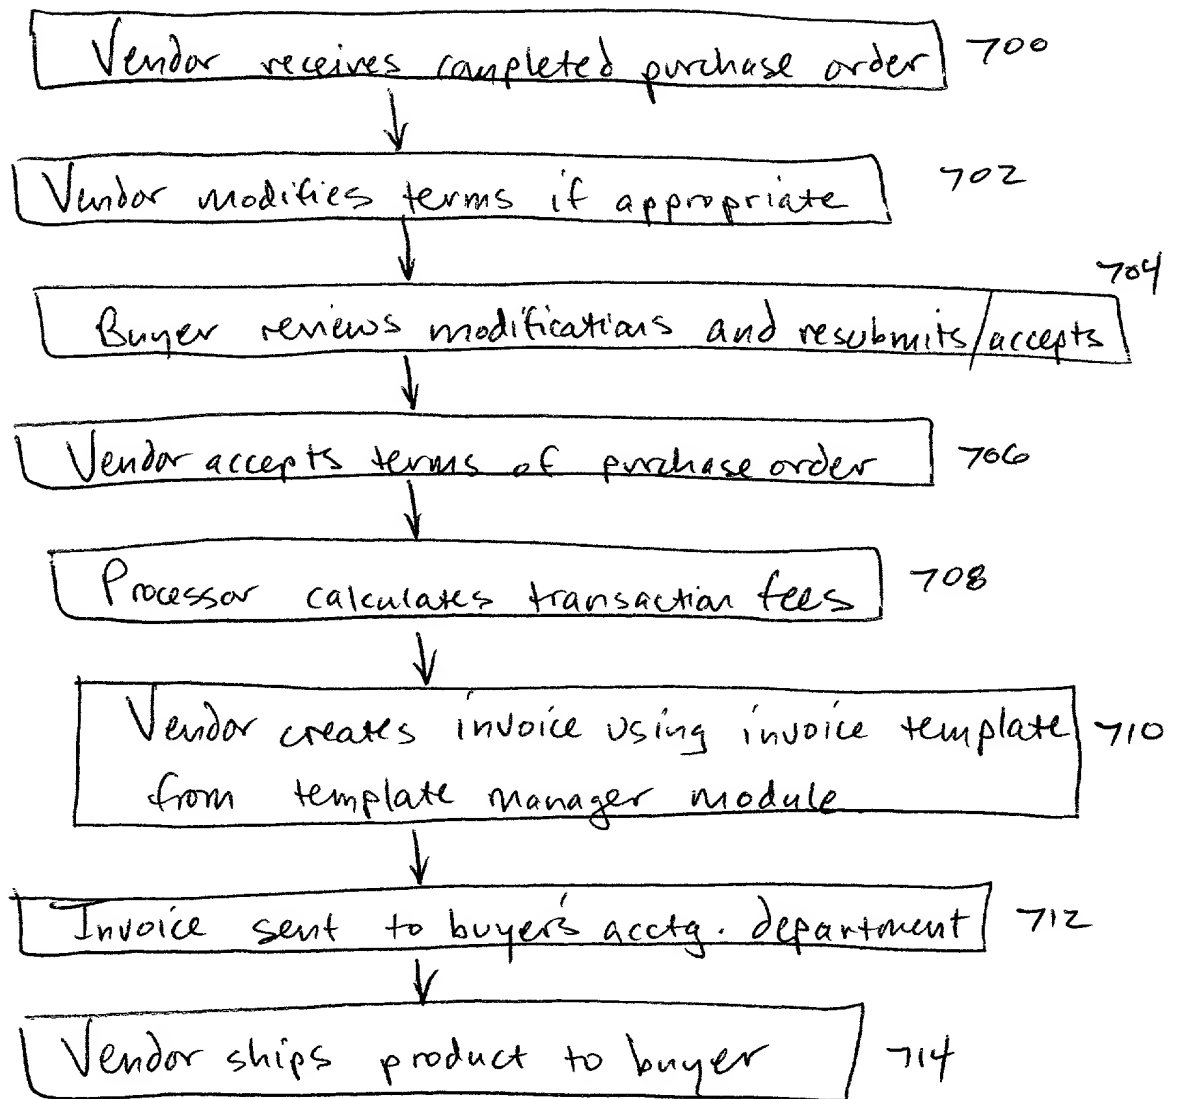 Vendor receives completed purchase order 700
Vendor modifies terms if appropriate 702
704
Buyer reviews modifications and resubmits/accepts
Vendor accepts terms of purchase order 706
Processor calculates transaction fees 708
Vendor creates invoice using invoice template 710
from template manager module
Invoice sent to buyer's acctg. department 712
Vendor ships product to buyer 714